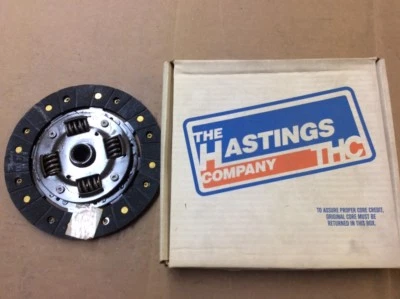 THE
HASTINGS
COMPANY THC
TO ASSURE PROPER CORE CREDIT,
ORIGINAL CORE MUST BE
RETURNED IN THIS BOX.